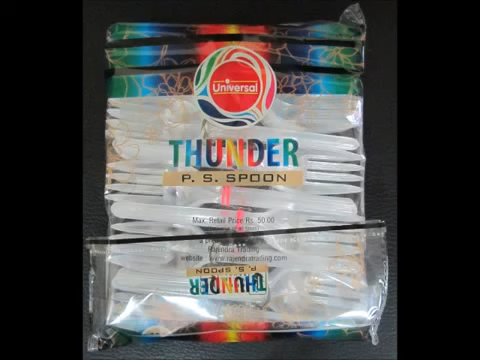 Universal
THUNDER
P. S. SPOON
Max. Retail Price Rs. 50.00
Rajendra Trading
website : www.rajendratrading.com
P. S. SPOON
THUNDER